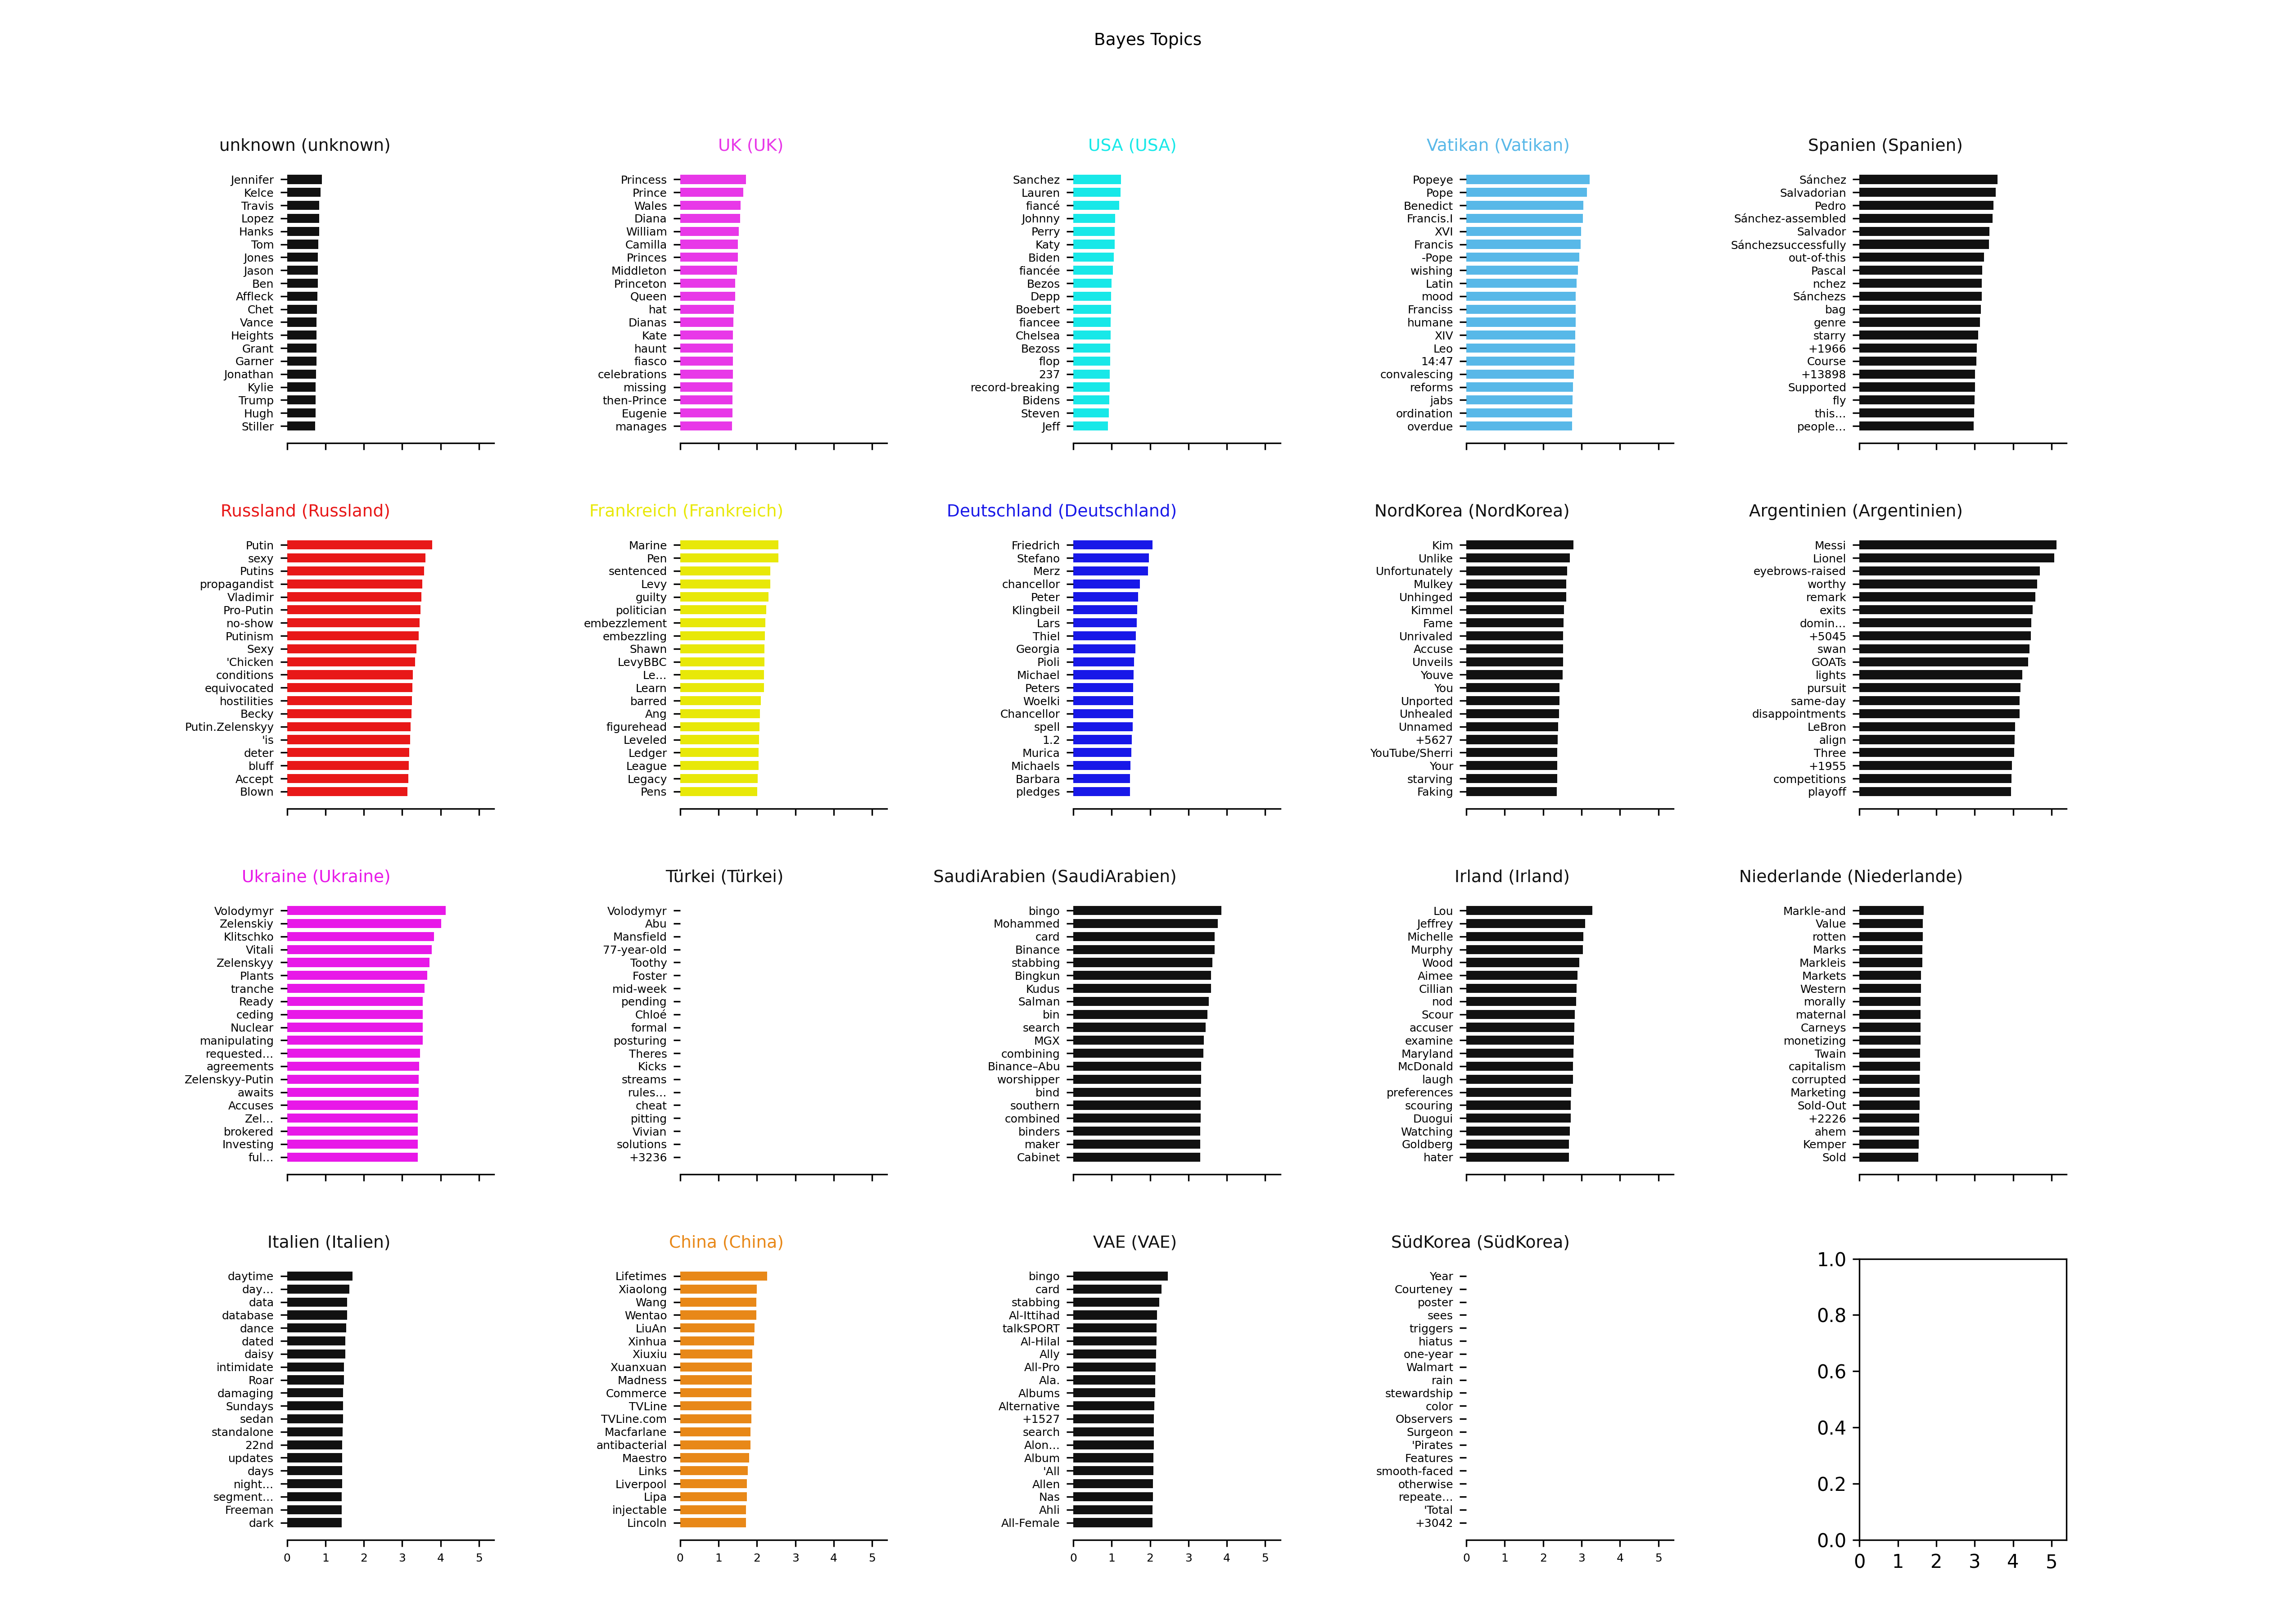 Bayes Topics
unknown (unknown)
Jennifer
Kelce
Travis
Lopez
Hanks
Tom
Jones
Jason
Ben
Affleck
Chet
Vance
Heights
Grant
Garner
Jonathan
Kylie
Trump
Hugh
Stiller
UK (UK)
Princess
Prince
Wales
Diana
William
Camilla
Princes
Middleton
Princeton
Queen
hat
Dianas
Kate
haunt
fiasco
celebrations
missing
then-Prince
Eugenie
manages
USA (USA)
Sanchez
Lauren
fiancé
Johnny
Perry
Katy
Biden
fiancée
Bezos
Depp
Boebert
fiancee
Chelsea
Bezoss
flop
237
record-breaking
Bidens
Steven
Jeff
Vatikan (Vatikan)
Popeye
Pope
Benedict
Francis.I
XVI
Francis
-Pope
wishing
Latin
mood
Franciss
humane
XIV
Leo
14:47
convalescing
reforms
jabs
ordination
overdue
Spanien (Spanien)
Sánchez
Salvadorian
Pedro
Sánchez-assembled
Salvador
Sánchezsuccessfully
out-of-this
Pascal
nchez
Sánchezs
bag
genre
starry
+1966
Course
+13898
Supported
fly
this…
people…
Russland (Russland)
Putin
sexy
Putins
propagandist
Vladimir
Pro-Putin
no-show
Putinism
Sexy
'Chicken
conditions
equivocated
hostilities
Becky
Putin.Zelenskyy
'is
deter
bluff
Accept
Blown
Frankreich (Frankreich)
Marine
Pen
sentenced
Levy
guilty
politician
embezzlement
embezzling
Shawn
LevyBBC
Le…
Learn
barred
Ang
figurehead
Leveled
Ledger
League
Legacy
Pens
Deutschland (Deutschland)
Friedrich
Stefano
Merz
chancellor
Peter
Klingbeil
Lars
Thiel
Georgia
Pioli
Michael
Peters
Woelki
Chancellor
spell
1.2
Murica
Michaels
Barbara
pledges
NordKorea (NordKorea)
Kim
Unlike
Unfortunately
Mulkey
Unhinged
Kimmel
Fame
Unrivaled
Accuse
Unveils
Youve
You
Unported
Unhealed
Unnamed
+5627
YouTube/Sherri
Your
starving
Faking
Argentinien (Argentinien)
Messi
Lionel
eyebrows-raised
worthy
remark
exits
domin…
+5045
swan
GOATs
lights
pursuit
same-day
disappointments
LeBron
align
Three
+1955
competitions
playoff
Ukraine (Ukraine)
Volodymyr
Zelenskiy
Klitschko
Vitali
Zelenskyy
Plants
tranche
Ready
ceding
Nuclear
manipulating
requested…
agreements
Zelenskyy-Putin
awaits
Accuses
Zel…
brokered
Investing
ful…
Türkei (Türkei)
Volodymyr
Abu
Mansfield
77-year-old
Toothy
Foster
mid-week
pending
Chloé
formal
posturing
Theres
Kicks
streams
rules…
cheat
pitting
Vivian
solutions
+3236
SaudiArabien (SaudiArabien)
bingo
Mohammed
card
Binance
stabbing
Bingkun
Kudus
Salman
bin
search
MGX
combining
Binance–Abu
worshipper
bind
southern
combined
binders
maker
Cabinet
Irland (Irland)
Lou
Jeffrey
Michelle
Murphy
Wood
Aimee
Cillian
nod
Scour
accuser
examine
Maryland
McDonald
laugh
preferences
scouring
Duogui
Watching
Goldberg
hater
Niederlande (Niederlande)
Markle-and
Value
rotten
Marks
Markleis
Markets
Western
morally
maternal
Carneys
monetizing
Twain
capitalism
corrupted
Marketing
Sold-Out
+2226
ahem
Kemper
Sold
Italien (Italien)
daytime
day…
data
database
dance
dated
daisy
intimidate
Roar
damaging
Sundays
sedan
standalone
22nd
updates
days
night…
segment…
Freeman
dark
0 1 2 3 4 5
China (China)
Lifetimes
Xiaolong
Wang
Wentao
LiuAn
Xinhua
Xiuxiu
Xuanxuan
Madness
Commerce
TVLine
TVLine.com
Macfarlane
antibacterial
Maestro
Links
Liverpool
Lipa
injectable
Lincoln
0 1 2 3 4 5
VAE (VAE)
bingo
card
stabbing
Al-Ittihad
talkSPORT
Al-Hilal
Ally
All-Pro
Ala.
Albums
Alternative
+1527
search
Alon…
Album
'All
Allen
Nas
Ahli
All-Female
0 1 2 3 4 5
SüdKorea (SüdKorea)
Year
Courteney
poster
sees
triggers
hiatus
one-year
Walmart
rain
stewardship
color
Observers
Surgeon
'Pirates
Features
smooth-faced
otherwise
repeate…
'Total
+3042
0 1 2 3 4 5
1.0
0.8
0.6
0.4
0.2
0.0
0 1 2 3 4 5